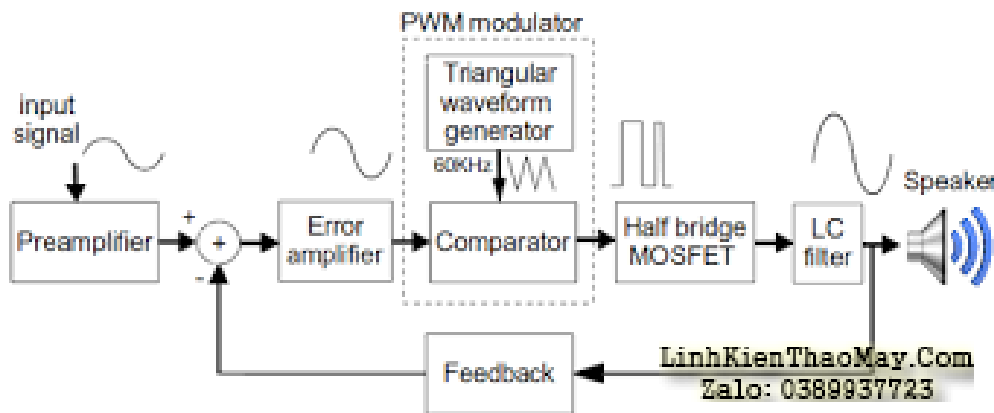 PWM modulator
Triangular
waveform
generator
input
signal
60KHz
Speaker
Preamplifier
+
+
-
Error
amplifier
Comparator
Half bridge
MOSFET
LC
filter
Feedback
LinhKienThaoMay.Com
Zalo: 0389937723